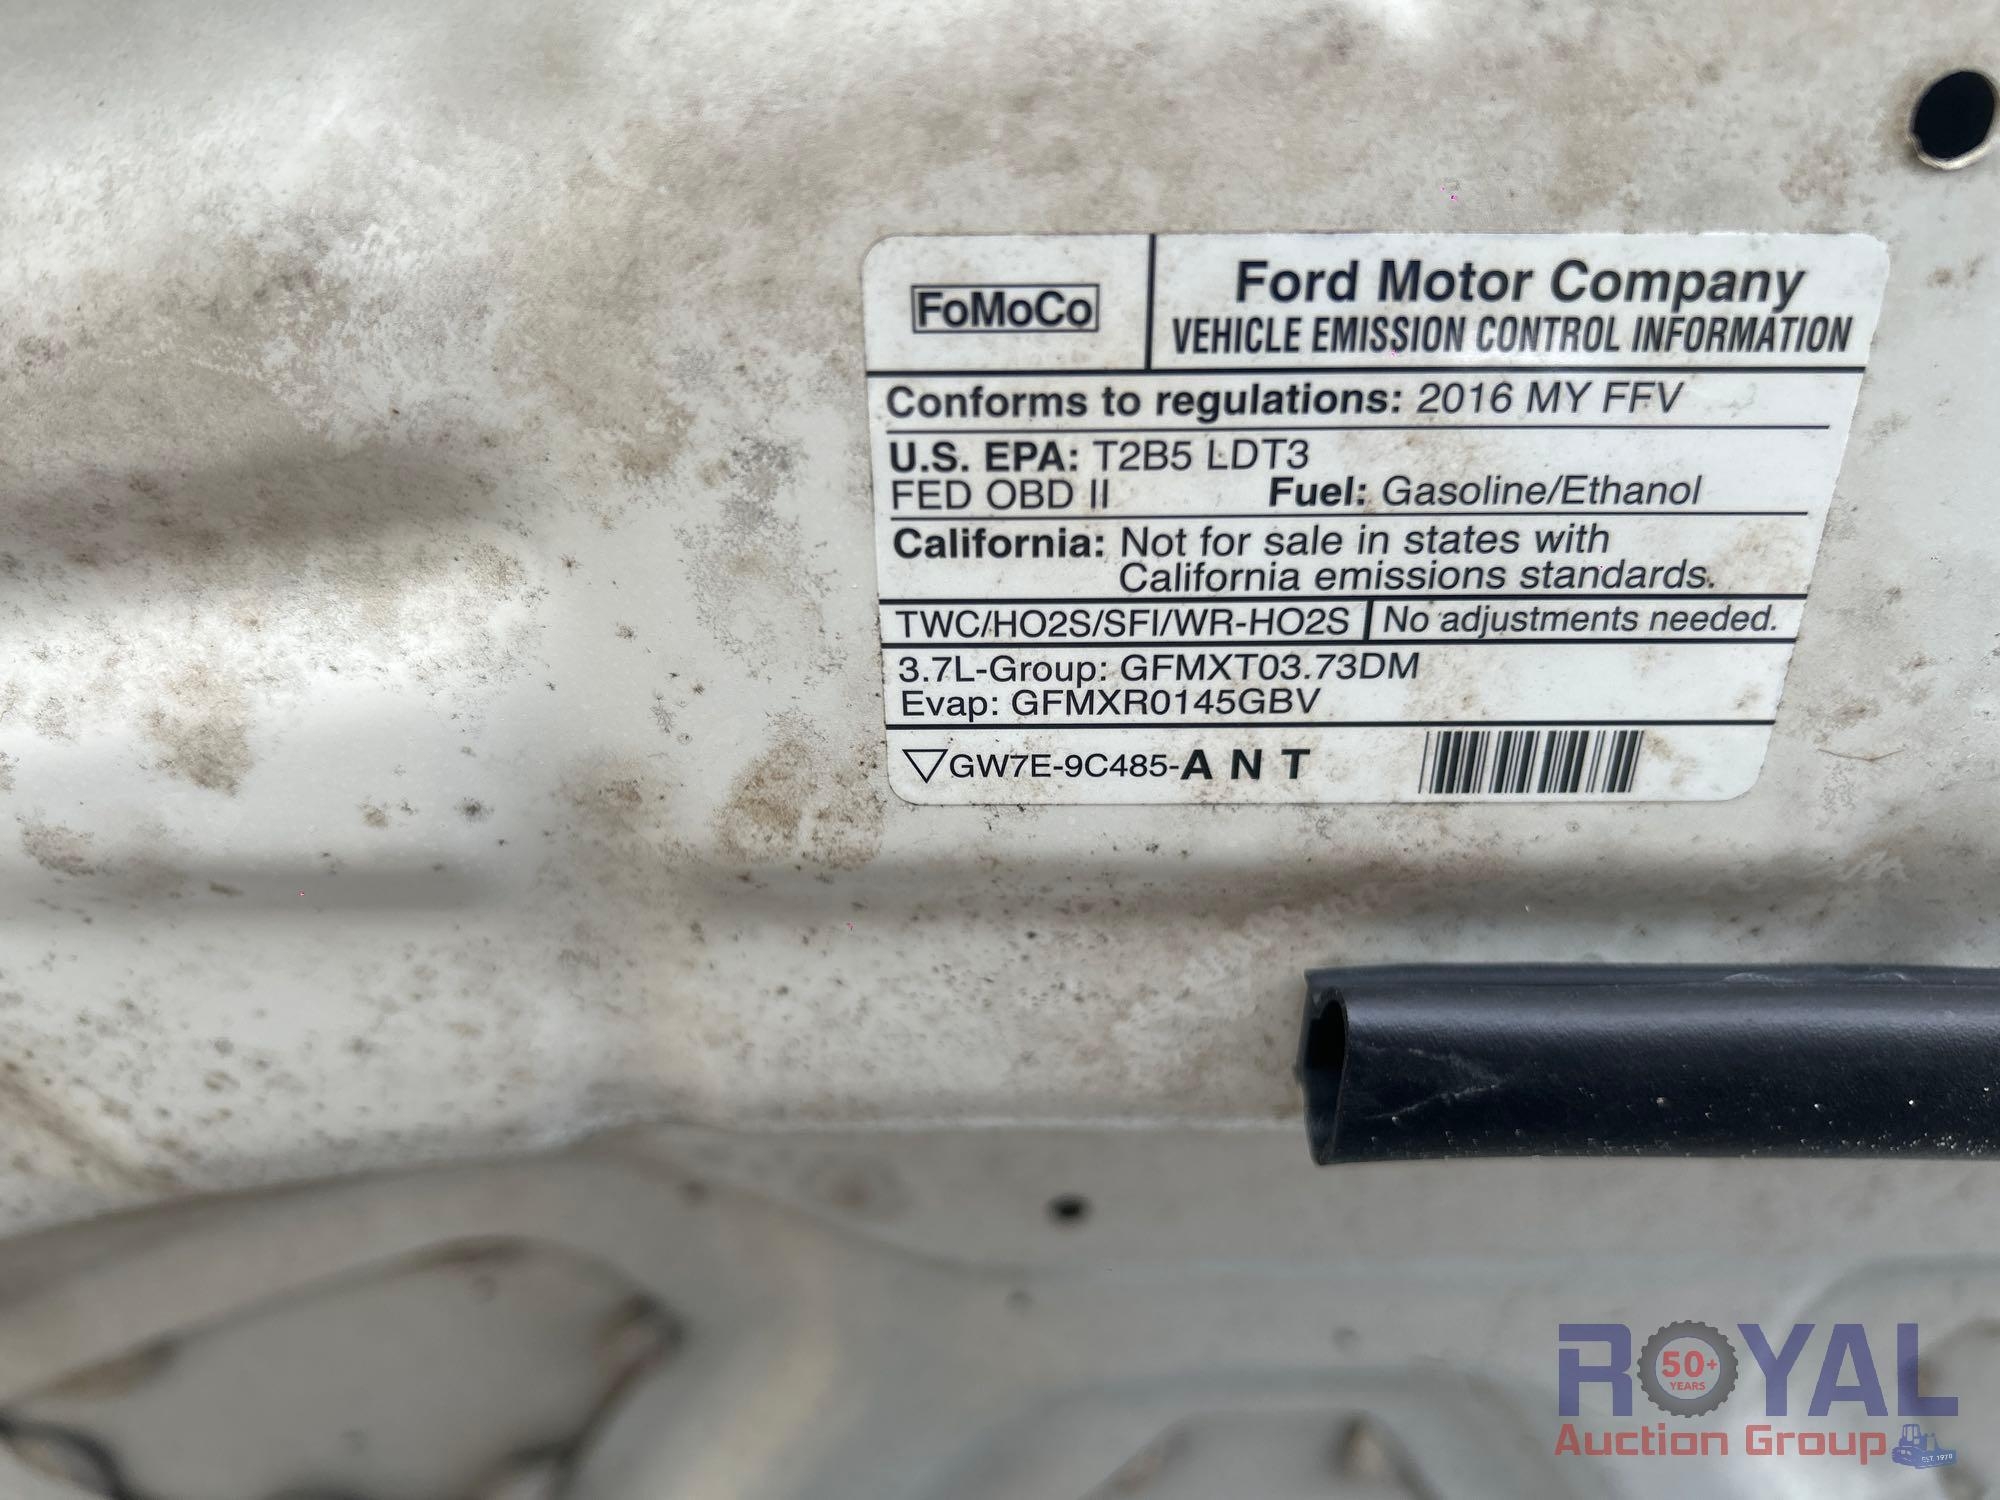 FoMoCo
Ford Motor Company
VEHICLE EMISSION CONTROL INFORMATION
Conforms to regulations: 2016 MY FFV
U.S. EPA: T2B5 LDT3
FED OBD II Fuel: Gasoline/Ethanol
California: Not for sale in states with
California emissions standards.
TWC/HO2S/SFI/WR-HO2S No adjustments needed.
3.7L-Group: GFMXT03.73DM
Evap: GFMXR0145GBV
GW7E-9C485-A N T
ROYAL
50+
YEARS
Auction Group
EST. 1970